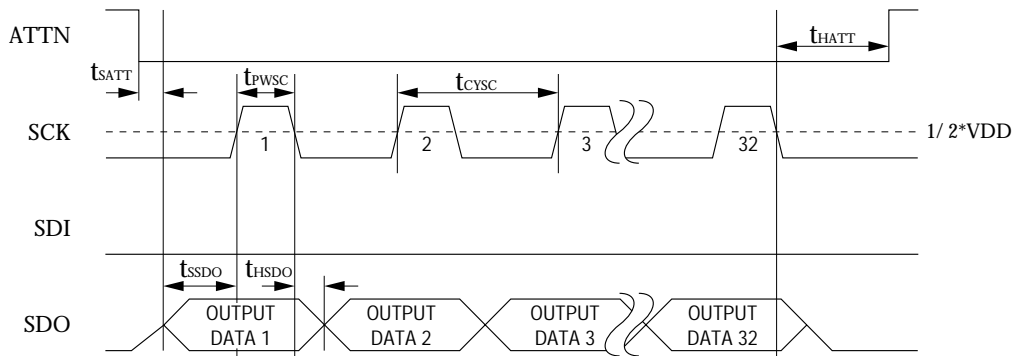 ATTN
tHATT
tSATT
tPWSC
tCYSC
SCK
1
2
3
32
1/2*VDD
SDI
tSSDO
tHSDO
SDO
OUTPUT
DATA 1
OUTPUT
DATA 2
OUTPUT
DATA 3
OUTPUT
DATA 32